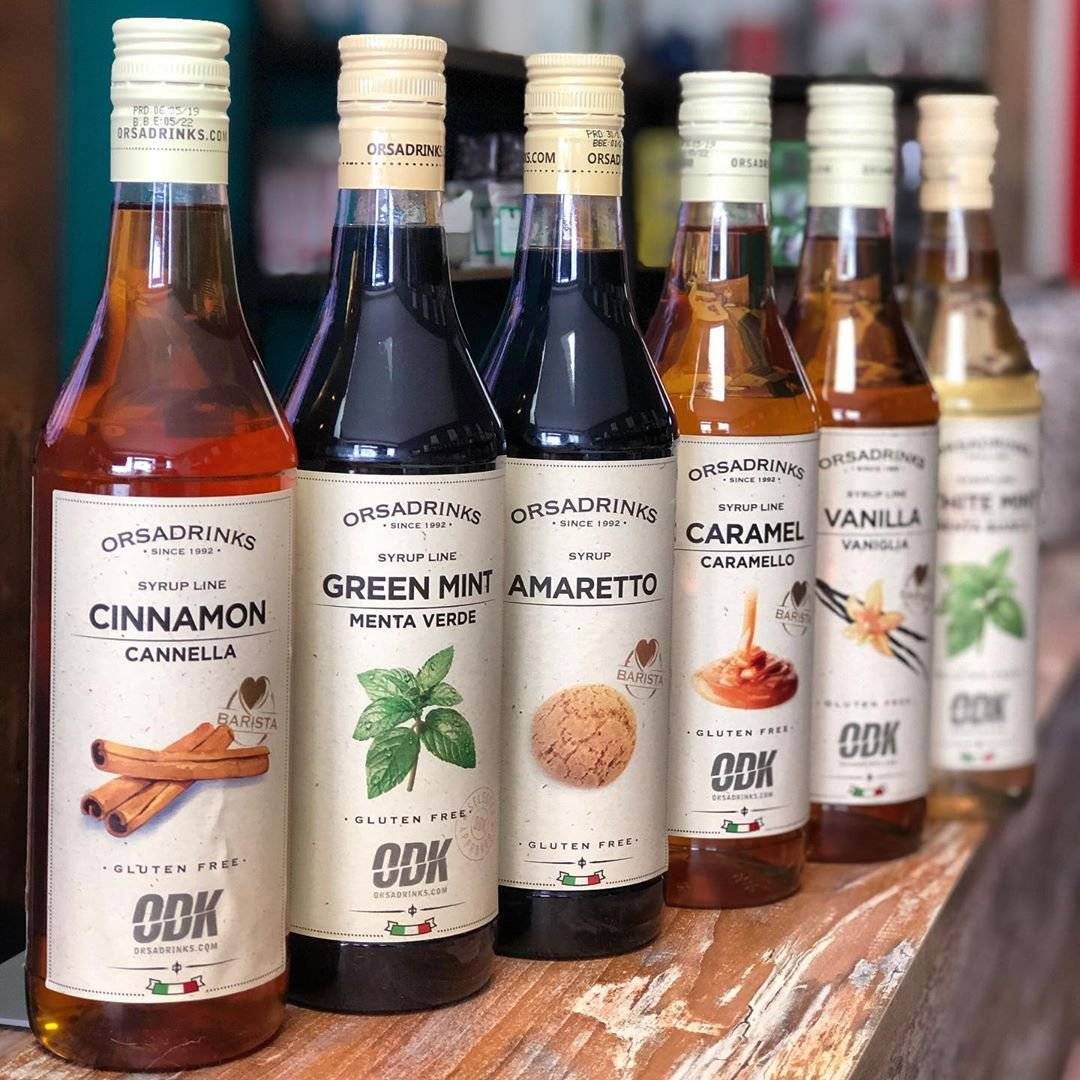 PRD 06/05/19
B.B.E:05/22
ORSADRINKS.COM
ORSADRINKS
· SINCE 1992 ·
SYRUP LINE
CINNAMON
CANNELLA
BARISTA
· GLUTEN FREE ·
ODK
ORSADRINKS.COM
ORSADRINKS.
ORSADRINKS
· SINCE 1992 ·
SYRUP LINE
GREEN MINT
MENTA VERDE
· GLUTEN FREE ·
ODK
ORSADRINKS.COM
S.COM ORSAD
ORSADRINKS
· SINCE 1992 ·
SYRUP
AMARETTO
BARISTA
· GLUTEN FREE ·
ORSADRINKS
· SINCE 1992 ·
SYRUP LINE
CARAMEL
CARAMELLO
BARISTA
· GLUTEN FREE ·
ODK
ORSADRINKS.COM
ORSADRINKS
SYRUP LINE
VANILLA
VANIGLIA
GLUTEN FREE ·
ODK
HITE MINT
ODK